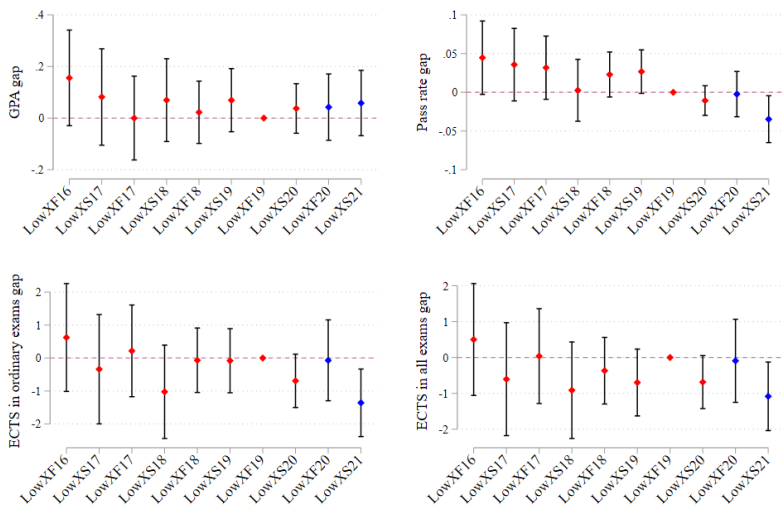 GPA gap
.4
.2
0
-.2
LowXF16
LowXS17
LowXF17
LowXS18
LowXF18
LowXS19
LowXF19
LowXS20
LowXF20
LowXS21
Pass rate gap
.1
.05
0
-.05
-.1
LowXF16
LowXS17
LowXF17
LowXS18
LowXF18
LowXS19
LowXF19
LowXS20
LowXF20
LowXS21
ECTS in ordinary exams gap
2
1
0
-1
-2
LowXF16
LowXS17
LowXF17
LowXS18
LowXF18
LowXS19
LowXF19
LowXS20
LowXF20
LowXS21
ECTS in all exams gap
2
1
0
-1
-2
LowXF16
LowXS17
LowXF17
LowXS18
LowXF18
LowXS19
LowXF19
LowXS20
LowXF20
LowXS21